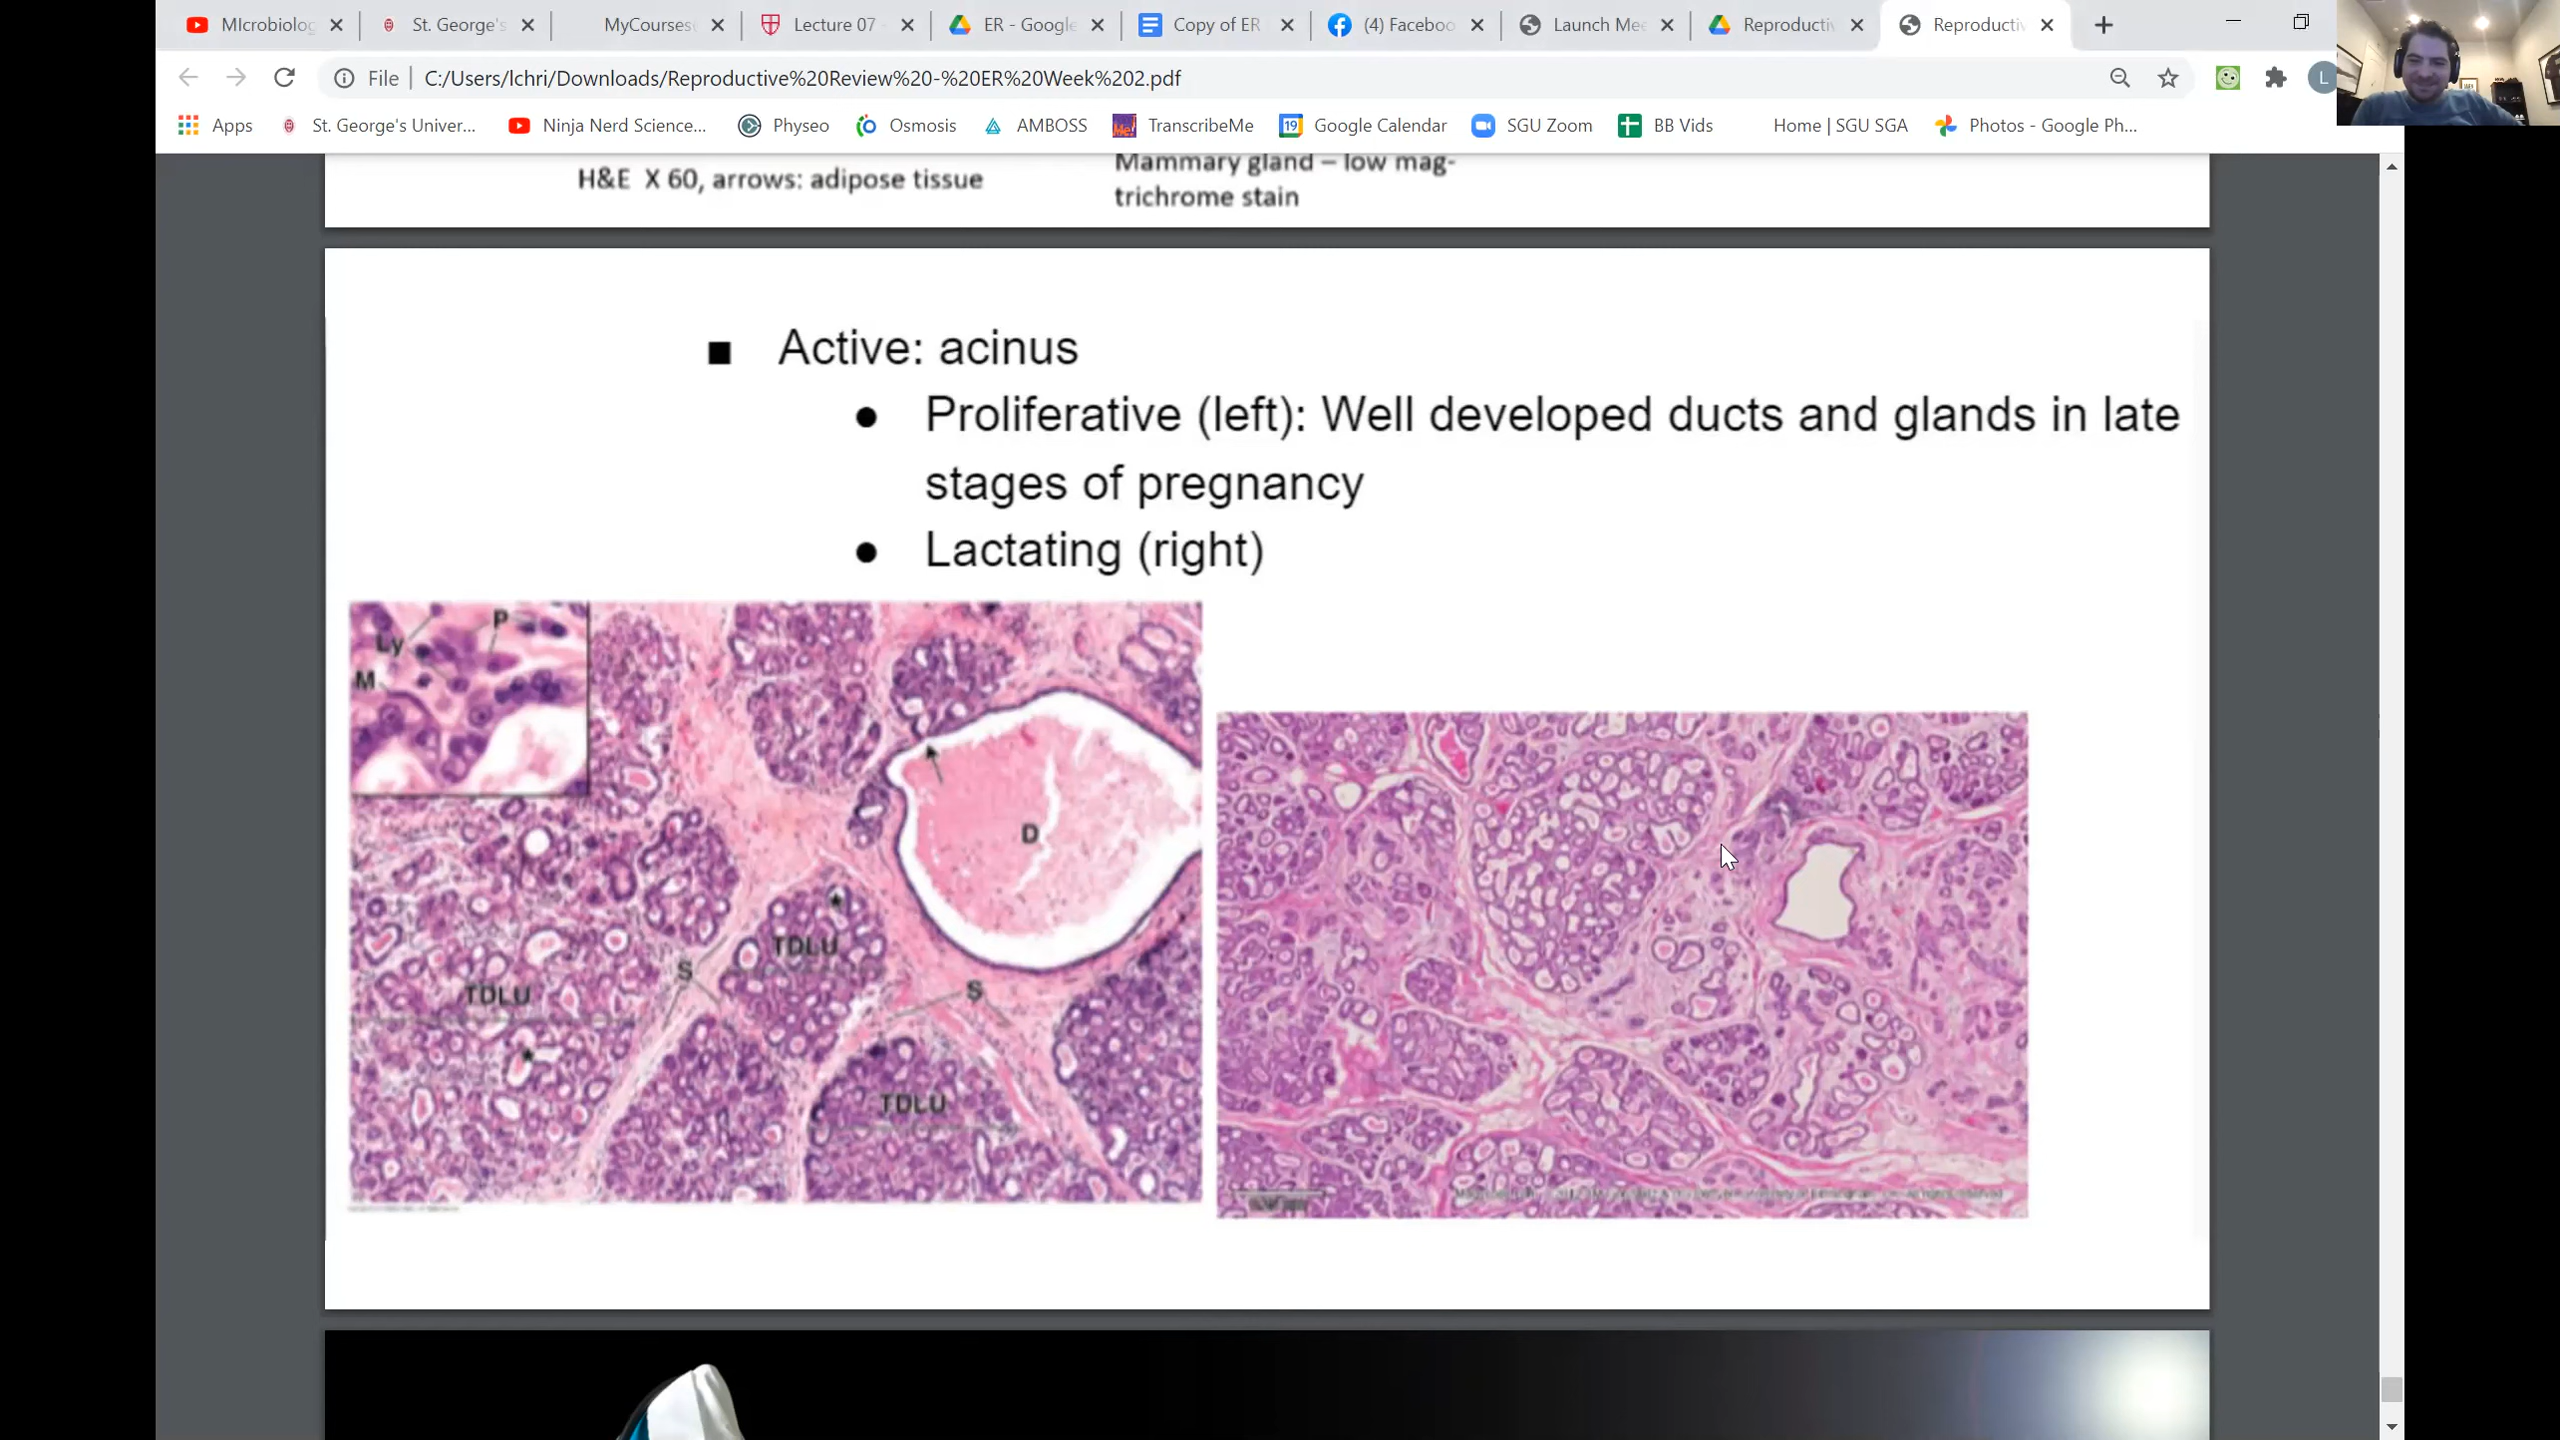 MIcrobiolog
St. George's
MyCourses
Lecture 07 -
ER - Google
Copy of ER
(4) Faceboo
Launch Mee
Reproductiv
Reproductiv
File
C:/Users/lchri/Downloads/Reproductive%20Review%20-%20ER%20Week%202.pdf
L
Apps
St. George's Univer...
Ninja Nerd Science...
Physeo
Osmosis
AMBOSS
TranscribeMe
19 Google Calendar
SGU Zoom
BB Vids
Home | SGU SGA
Photos - Google Ph...
H&E X 60, arrows: adipose tissue
Mammary gland – low mag-
trichrome stain
■ Active: acinus
● Proliferative (left): Well developed ducts and glands in late
stages of pregnancy
● Lactating (right)
P
Ly
M
D
TDLU
S
TDLU
S
TDLU